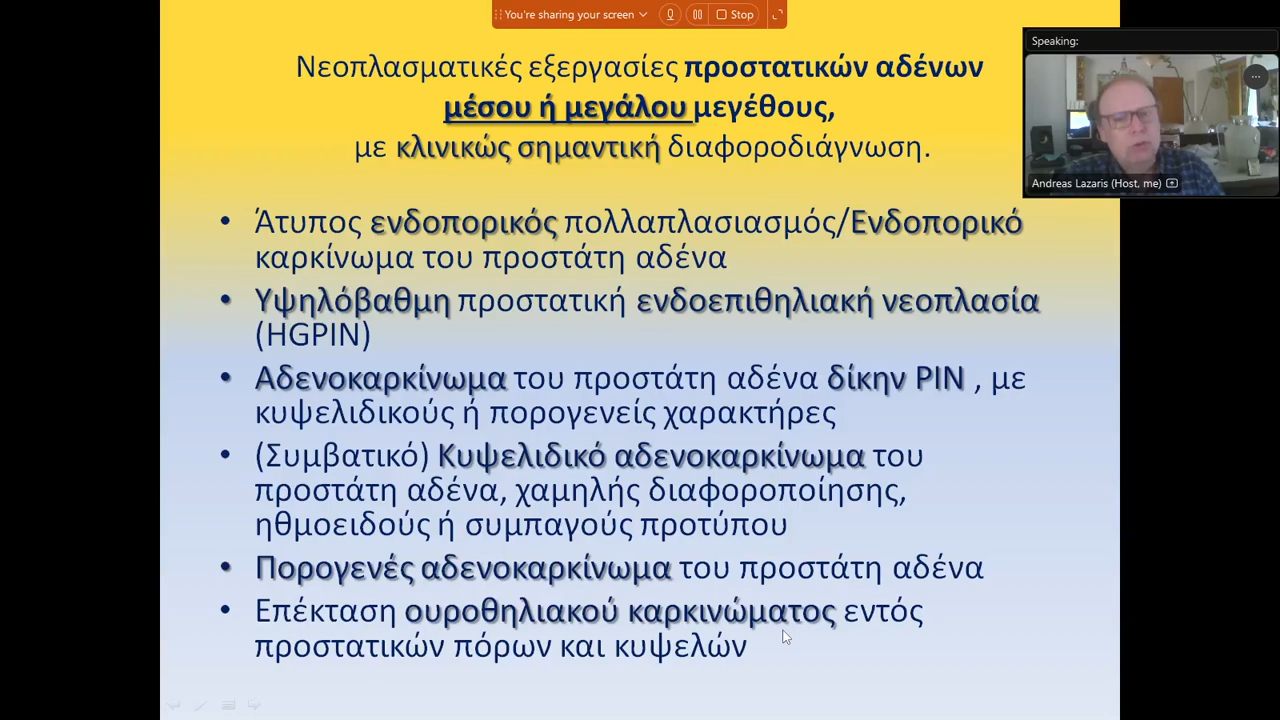 You're sharing your screen
Stop
Speaking:
Andreas Lazaris (Host, me)
Νεοπλασματικές εξεργασίες προστατικών αδένων
μέσου ή μεγάλου μεγέθους,
με κλινικώς σημαντική διαφοροδιάγνωση.
• Άτυπος ενδοπορικός πολλαπλασιασμός/Ενδοπορικό
καρκίνωμα του προστάτη αδένα
• Υψηλόβαθμη προστατική ενδοεπιθηλιακή νεοπλασία
(HGPIN)
• Αδενοκαρκίνωμα του προστάτη αδένα δίκην PIN , με
κυψελιδικούς ή πορογενείς χαρακτήρες
• (Συμβατικό) Κυψελιδικό αδενοκαρκίνωμα του
προστάτη αδένα, χαμηλής διαφοροποίησης,
ηθμοειδούς ή συμπαγούς προτύπου
• Πορογενές αδενοκαρκίνωμα του προστάτη αδένα
• Επέκταση ουροθηλιακού καρκινώματος εντός
προστατικών πόρων και κυψελών